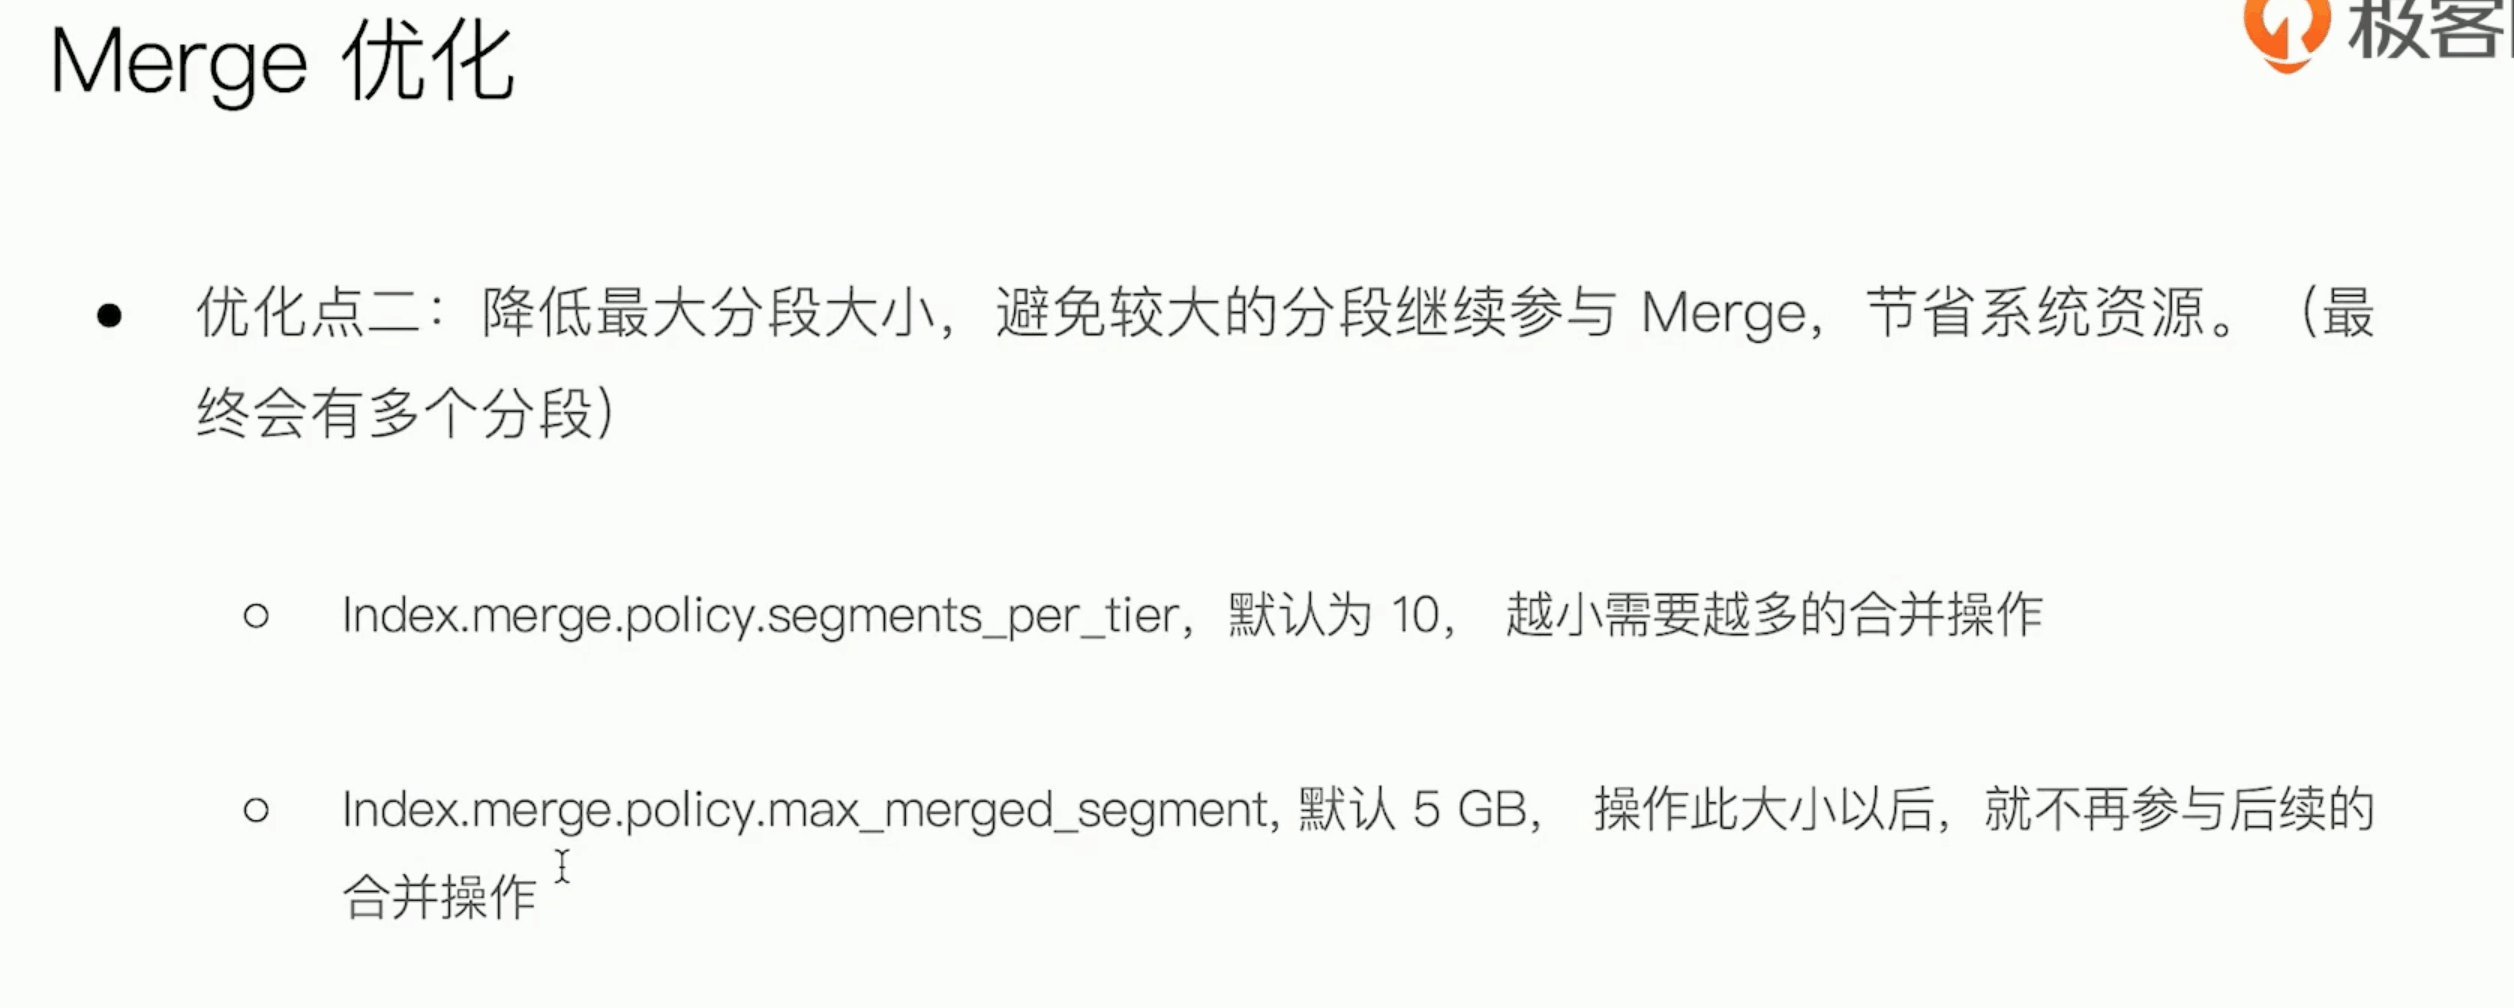 Merge 优化
极客
• 优化点二：降低最大分段大小，避免较大的分段继续参与 Merge，节省系统资源。（最
终会有多个分段）
○ Index.merge.policy.segments_per_tier，默认为 10， 越小需要越多的合并操作
○ Index.merge.policy.max_merged_segment, 默认 5 GB， 操作此大小以后，就不再参与后续的
合并操作